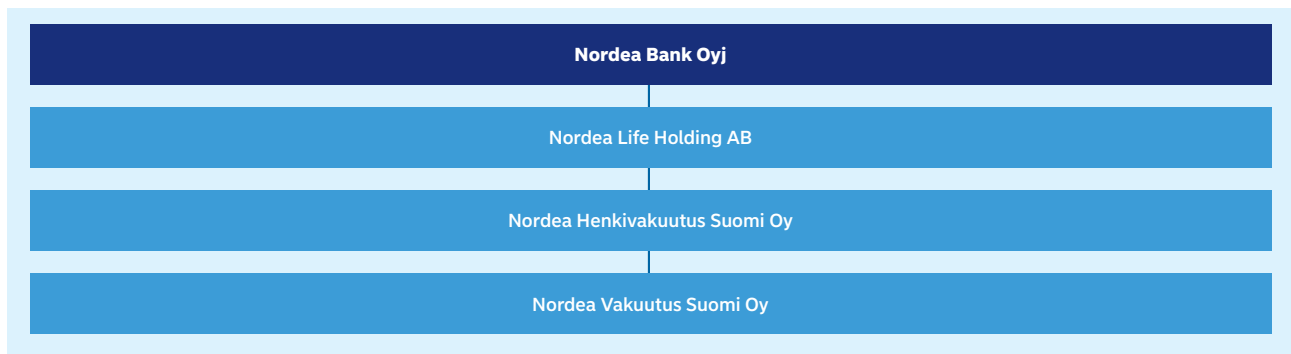 Nordea Bank Oyj
Nordea Life Holding AB
Nordea Henkivakuutus Suomi Oy
Nordea Vakuutus Suomi Oy